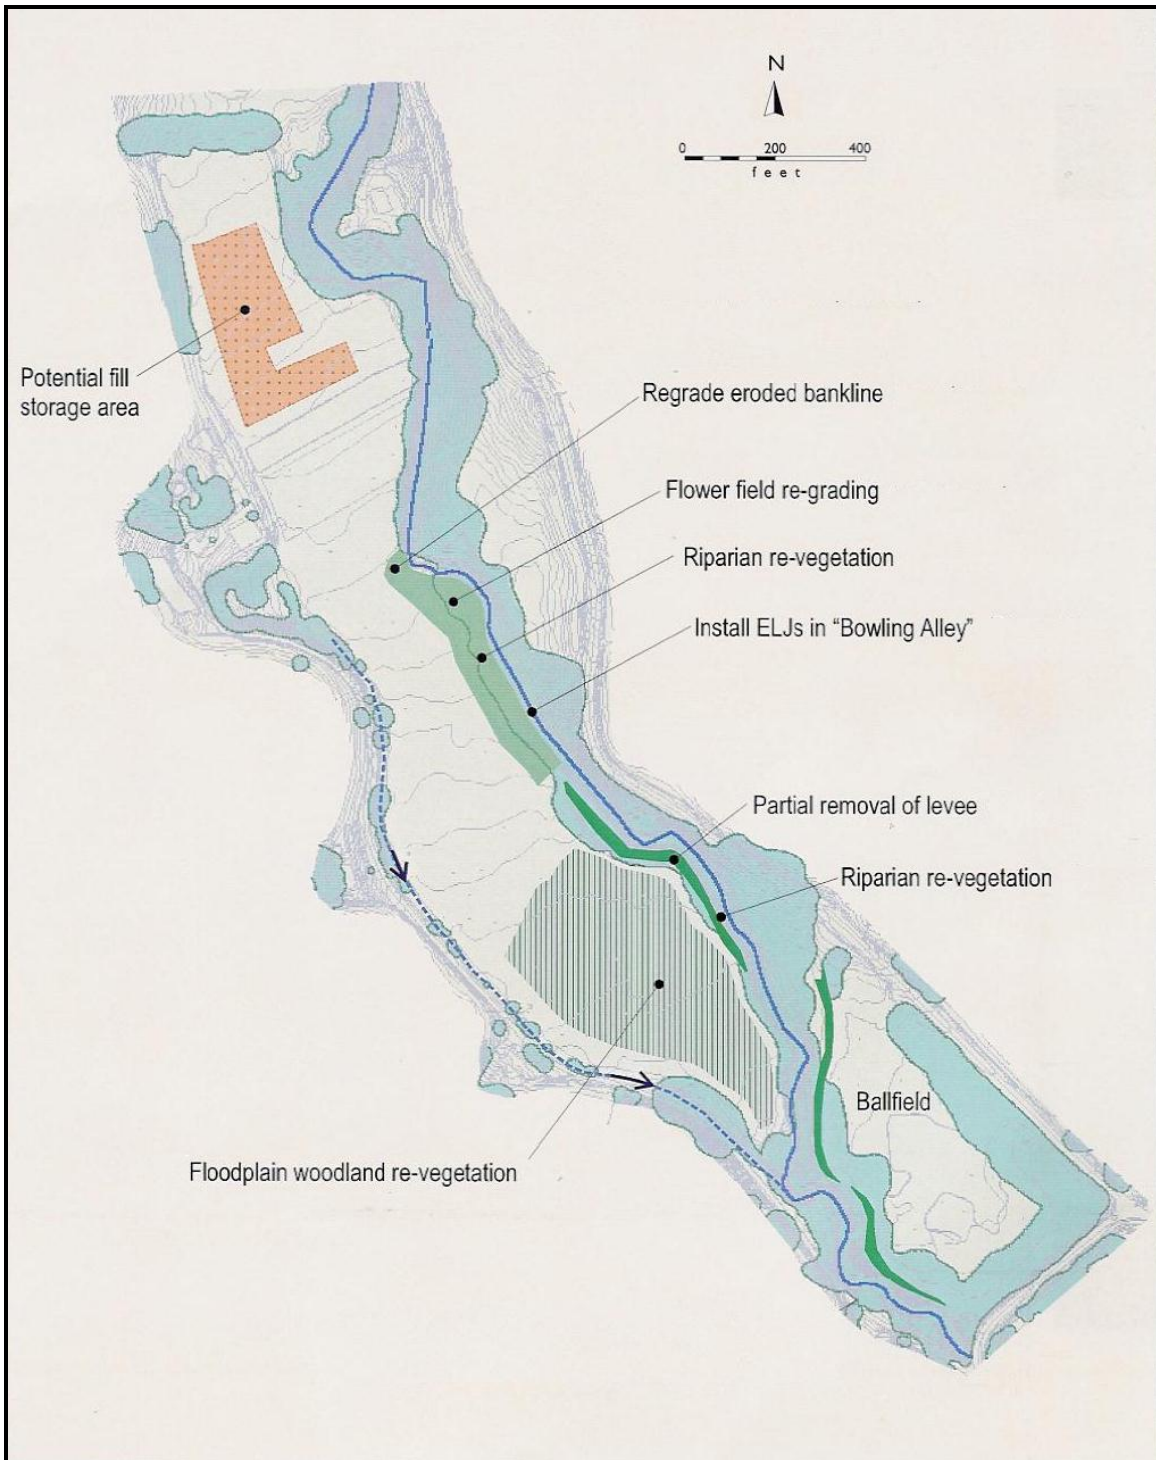 N
0 200 400
feet
Potential fill
storage area
Regrade eroded bankline
Flower field re-grading
Riparian re-vegetation
Install ELJs in “Bowling Alley”
Partial removal of levee
Riparian re-vegetation
Ballfield
Floodplain woodland re-vegetation